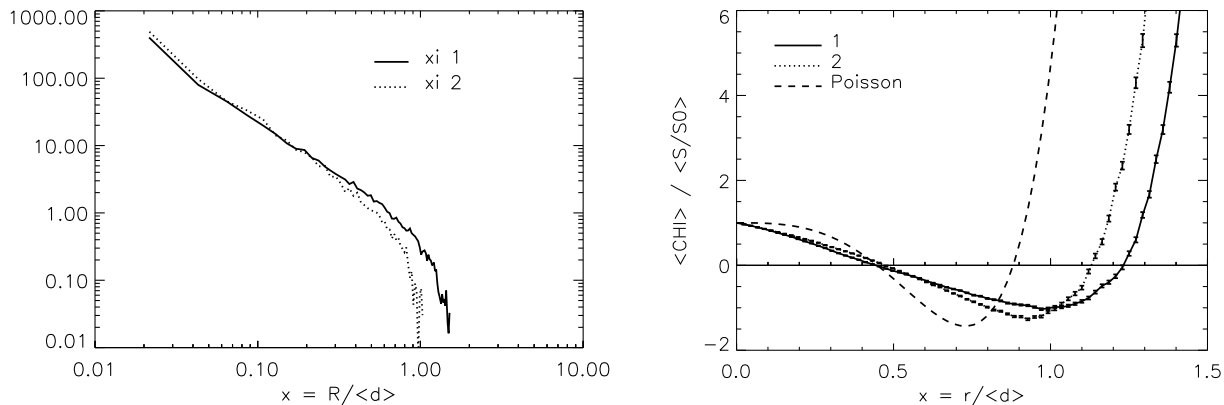 1000.00
100.00
10.00
1.00
0.10
0.01
xi 1
xi 2
0.01 0.10 1.00 10.00
x = R/<d>
<CHI> / <S/SO>
6
4
2
0
−2
1
2
Poisson
0.0 0.5 1.0 1.5
x = r/<d>